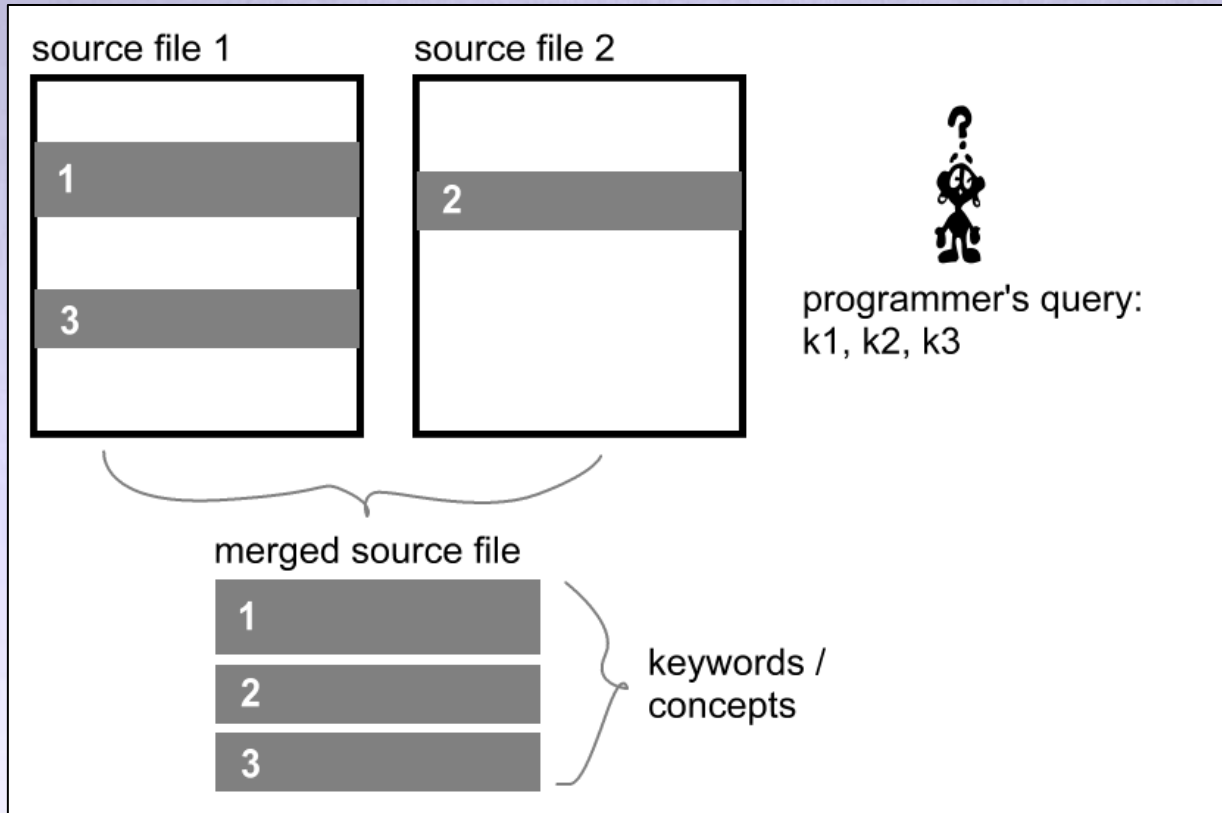 source file 1
source file 2
1
2
3
?
programmer's query:
k1, k2, k3
merged source file
1
2
3
keywords /
concepts